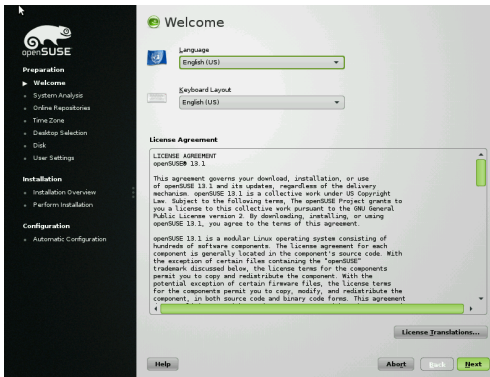 openSUSE
Preparation
Welcome
System Analysis
Online Repositories
Time Zone
Desktop Selection
Disk
User Settings
Installation
Installation Overview
Perform Installation
Configuration
Automatic Configuration
Welcome
Language
English (US)
Keyboard Layout
English (US)
License Agreement
LICENSE AGREEMENT
openSUSE® 13.1
This agreement governs your download, installation, or use
of openSUSE 13.1 and its updates, regardless of the delivery
mechanism. openSUSE 13.1 is a collective work under US Copyright
Law. Subject to the following terms, The openSUSE Project grants to
you a license to this collective work pursuant to the GNU General
Public License version 2. By downloading, installing, or using
openSUSE 13.1, you agree to the terms of this agreement.
openSUSE 13.1 is a modular Linux operating system consisting of
hundreds of software components. The license agreement for each
component is generally located in the component's source code. With
the exception of certain files containing the "openSUSE"
trademark discussed below, the license terms for the components
permit you to copy and redistribute the component. With the
potential exception of certain firmware files, the license terms
for the components permit you to copy, modify, and redistribute the
component, in both source code and binary code forms. This agreement
License Translations...
Help
Abort
Back
Next